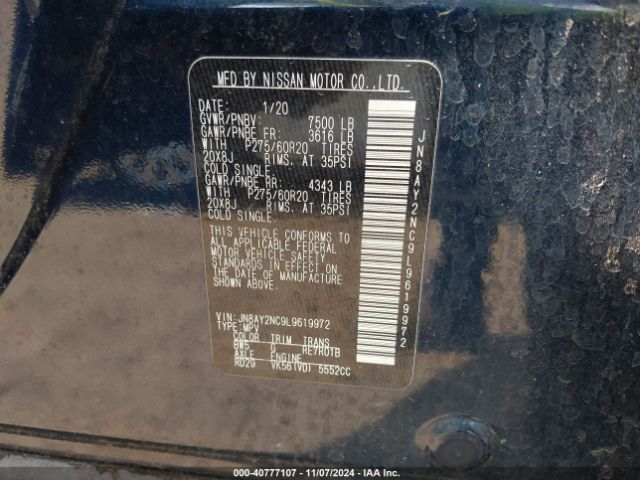 MFD BY NISSAN MOTOR CO.,LTD.
DATE: 1/20
GVWR/PNBV: 7500 LB
GAWR/PNBE FR: 3616 LB
WITH P275/60R20 TIRES
20X8J RIMS, AT 35PSI
COLD SINGLE.
GAWR/PNBE RR: 4343 LB
WITH P275/60R20 TIRES
20X8J RIMS, AT 35PSI
COLD SINGLE.
THIS VEHICLE CONFORMS TO
ALL APPLICABLE FEDERAL
MOTOR VEHICLE SAFETY
STANDARDS IN EFFECT ON
THE DATE OF MANUFACTURE
SHOWN ABOVE.
VIN:JN8AY2NC9L9619972
TYPE:MPV
COLOR TRIM TRANS
BW5 G RE7R01B
AXLE ENGINE
RD29 VK56(VD) 5552CC
JN8AY2NC9L9619972
000-40777107 - 11/07/2024 - IAA Inc.